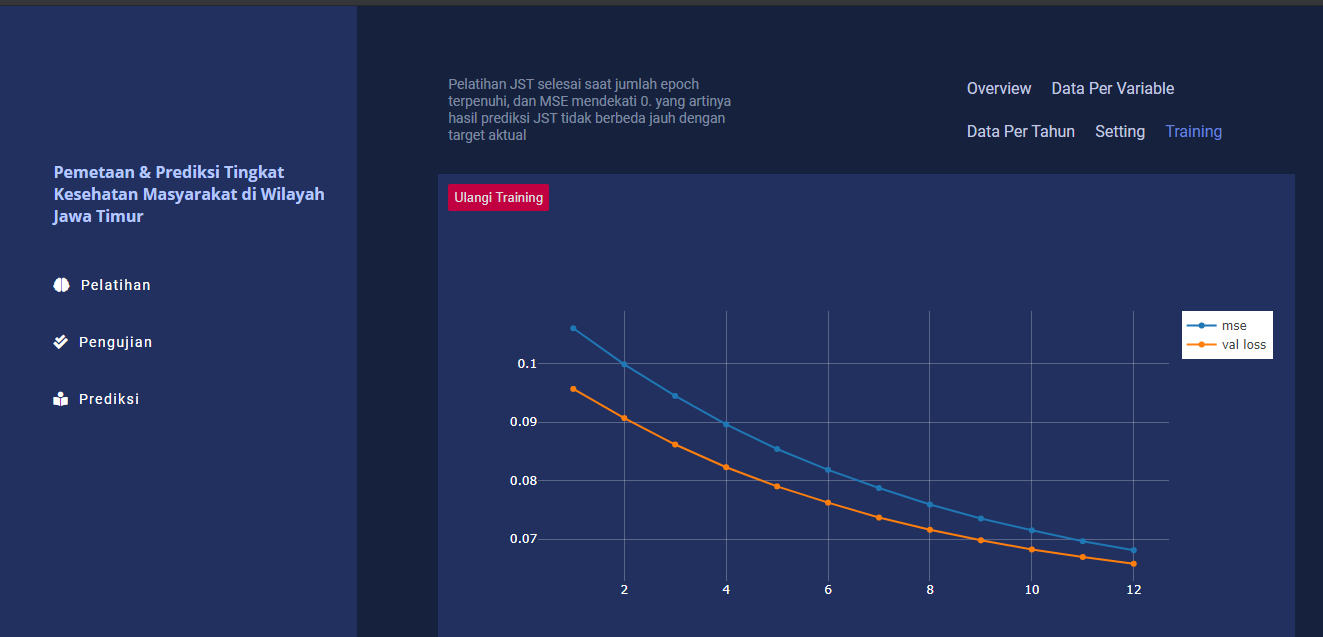 Pemetaan & Prediksi Tingkat
Kesehatan Masyarakat di Wilayah
Jawa Timur
Pelatihan
Pengujian
Prediksi
Pelatihan JST selesai saat jumlah epoch
terpenuhi, dan MSE mendekati 0. yang artinya
hasil prediksi JST tidak berbeda jauh dengan
target aktual
Overview Data Per Variable
Data Per Tahun Setting Training
Ulangi Training
mse
val loss
0.1
0.09
0.08
0.07
2 4 6 8 10 12